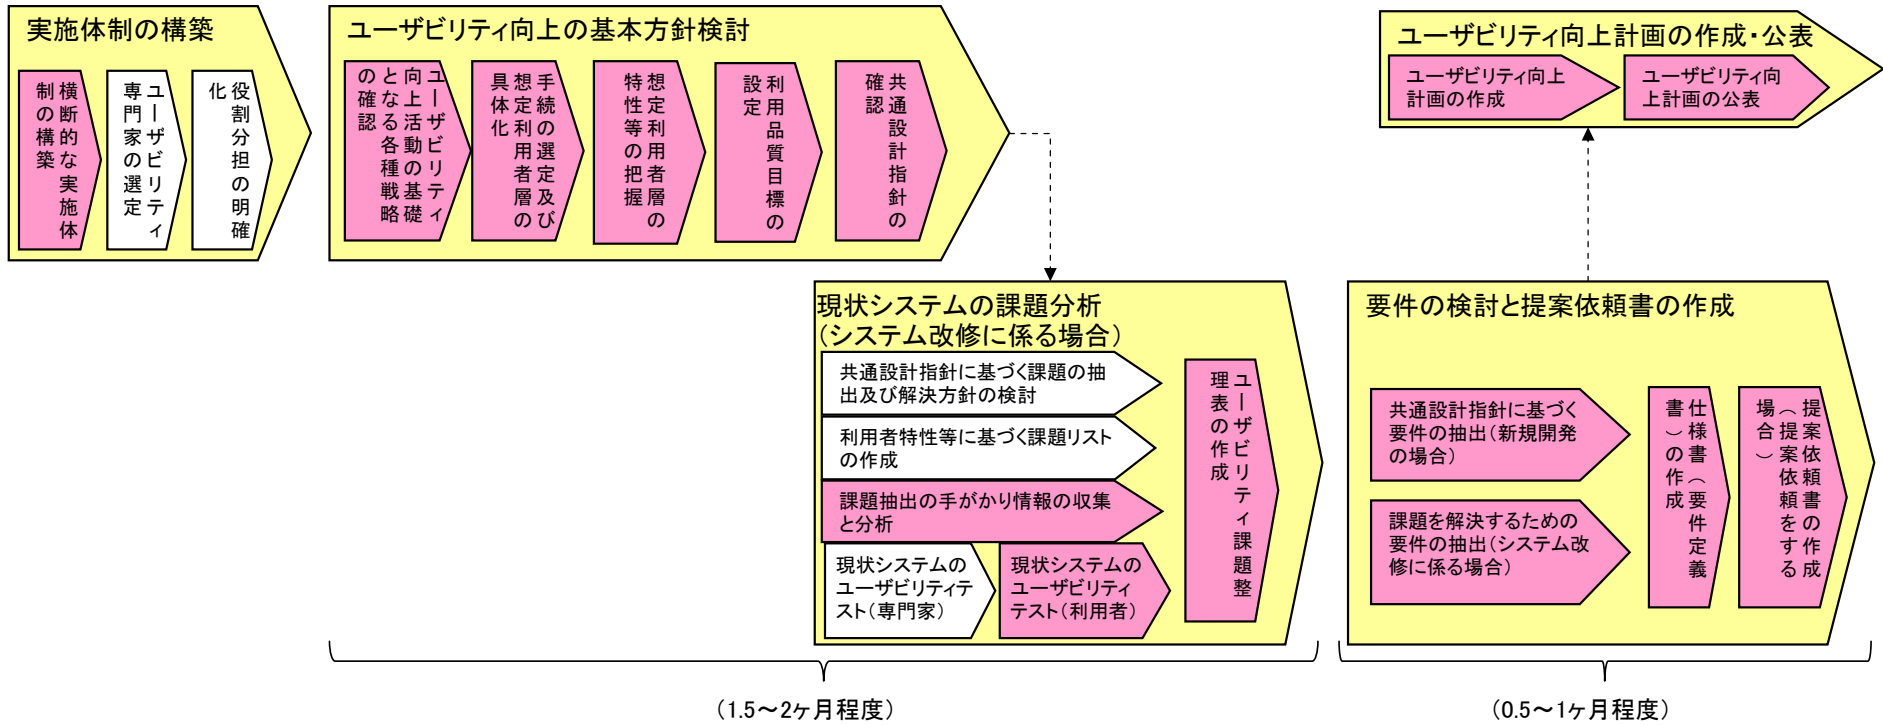 実施体制の構築
横断的な実施体
制の構築
ユーザビリティ
専門家の選定
役割分担の明確
化
ユーザビリティ向上の基本方針検討
ユーザビリティ
向上活動の基礎
となる各種戦略
の確認
手続の選定及び
想定利用者層の
具体化
想定利用者層の
特性等の把握
利用品質目標の
設定
共通設計指針の
確認
ユーザビリティ向上計画の作成・公表
ユーザビリティ向上
計画の作成
ユーザビリティ向
上計画の公表
現状システムの課題分析
（システム改修に係る場合）
共通設計指針に基づく課題の抽
出及び解決方針の検討
利用者特性等に基づく課題リスト
の作成
課題抽出の手がかり情報の収集
と分析
現状システムの
ユーザビリティテ
スト（専門家）
現状システムの
ユーザビリティ
テスト（利用者）
ユーザビリティ課題整
理表の作成
要件の検討と提案依頼書の作成
共通設計指針に基づく
要件の抽出（新規開発
の場合）
課題を解決するための
要件の抽出（システム改
修に係る場合）
仕様書（要件定義
書）の作成
提案依頼書の作成
（提案依頼をする
場合）
（1.5～2ヶ月程度）
（0.5～1ヶ月程度）